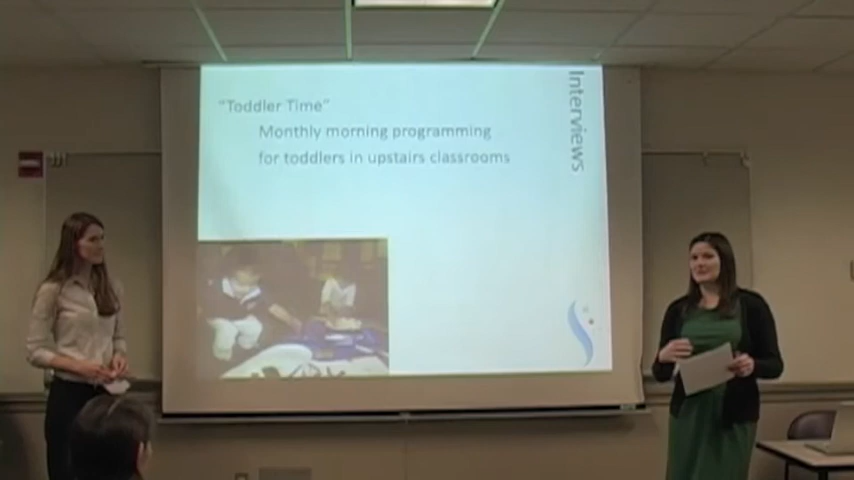 "Toddler Time"
Monthly morning programming
for toddlers in upstairs classrooms
Interviews